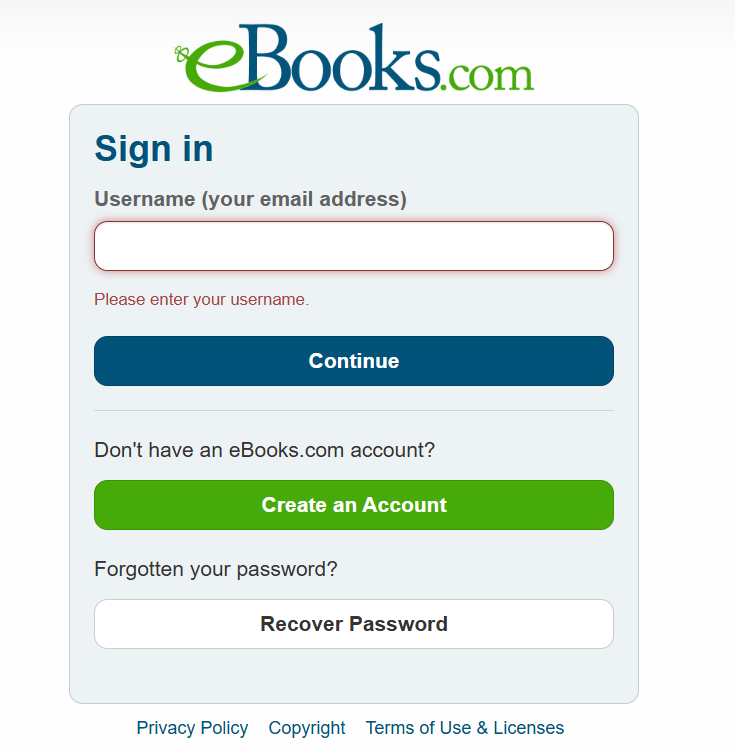 eBooks.com
Sign in
Username (your email address)
Please enter your username.
Continue
Don't have an eBooks.com account?
Create an Account
Forgotten your password?
Recover Password
Privacy Policy Copyright Terms of Use & Licenses